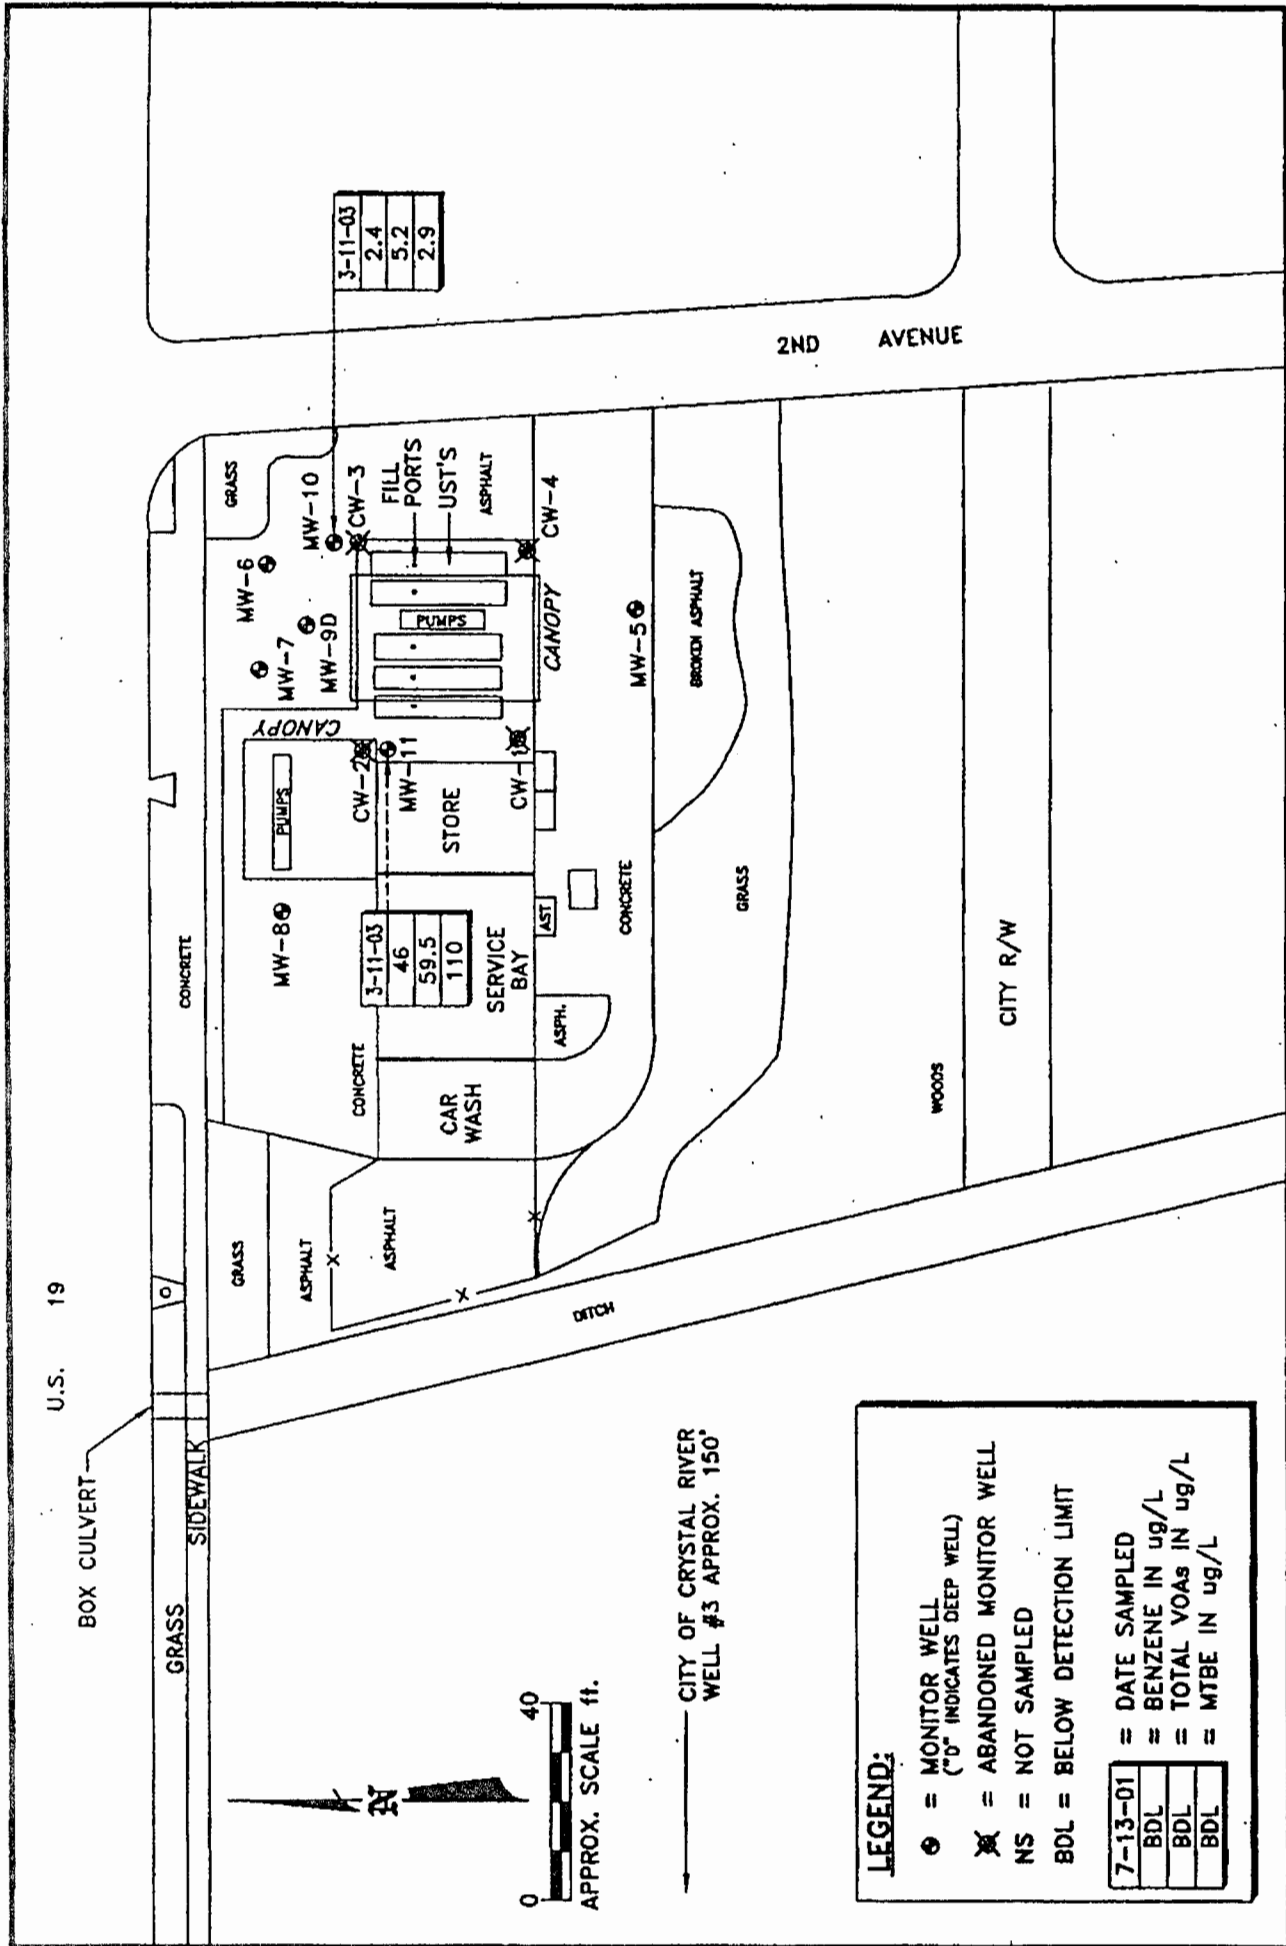 U.S. 19
BOX CULVERT
GRASS
SIDEWALK
CONCRETE
GRASS
ASPHALT
ASPHALT
GRASS
MW-6
MW-10
MW-7
MW-9D
CW-3
CANOPY
PUMPS
MW-8
CW-2
MW-11
FILL
PORTS
UST'S
ASPHALT
PUMPS
CANOPY
CW-4
CW-1
STORE
3-11-03
46
59.5
110
3-11-03
2.4
5.2
2.9
SERVICE
BAY
CONCRETE
CAR
WASH
AST
ASPH.
CONCRETE
MW-5
BROKEN ASPHALT
GRASS
2ND AVENUE
DITCH
WOODS
CITY R/W
N
0 40
APPROX. SCALE ft.
CITY OF CRYSTAL RIVER
WELL #3 APPROX. 150'
LEGEND:
= MONITOR WELL
("D" INDICATES DEEP WELL)
= ABANDONED MONITOR WELL
NS = NOT SAMPLED
BDL = BELOW DETECTION LIMIT
7-13-01 = DATE SAMPLED
BDL = BENZENE IN ug/L
BDL = TOTAL VOAs IN ug/L
BDL = MTBE IN ug/L